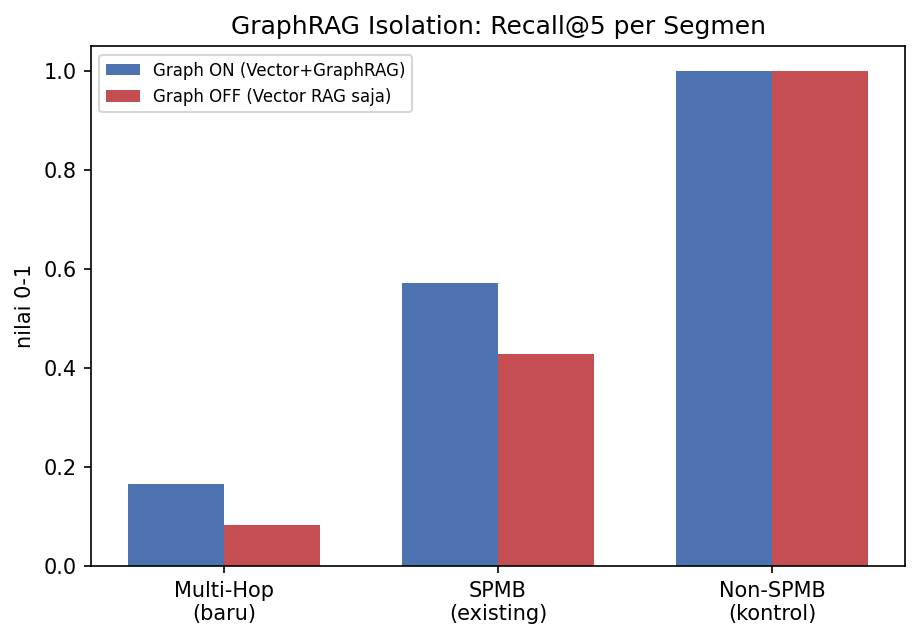 GraphRAG Isolation: Recall@5 per Segmen
Graph ON (Vector+GraphRAG)
Graph OFF (Vector RAG saja)
nilai 0-1
1.0
0.8
0.6
0.4
0.2
0.0
Multi-Hop
(baru)
SPMB
(existing)
Non-SPMB
(kontrol)